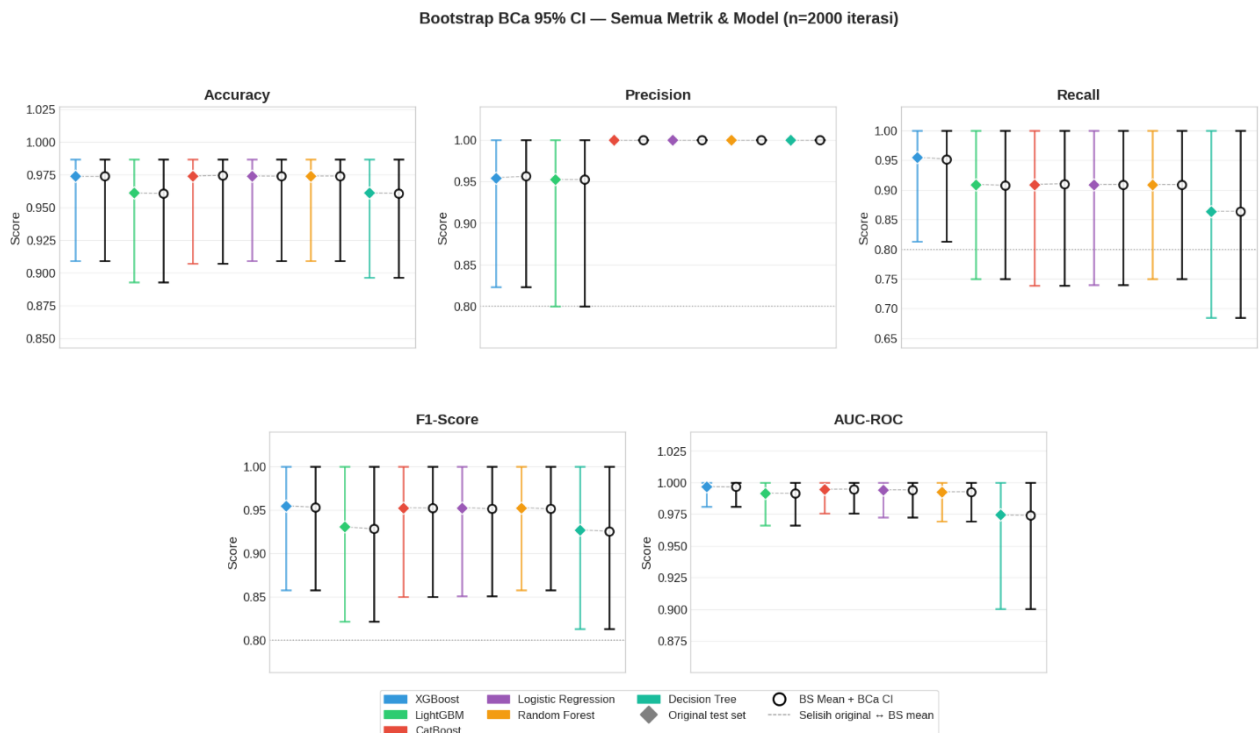 Bootstrap BCa 95% CI — Semua Metrik & Model (n=2000 iterasi)
Accuracy
Score
1.025
1.000
0.975
0.950
0.925
0.900
0.875
0.850
Precision
Score
1.00
0.95
0.90
0.85
0.80
Recall
Score
1.00
0.95
0.90
0.85
0.80
0.75
0.70
0.65
F1-Score
Score
1.00
0.95
0.90
0.85
0.80
AUC-ROC
Score
1.025
1.000
0.975
0.950
0.925
0.900
0.875
XGBoost
LightGBM
CatBoost
Logistic Regression
Random Forest
Decision Tree
Original test set
BS Mean + BCa CI
Selisih original ↔ BS mean